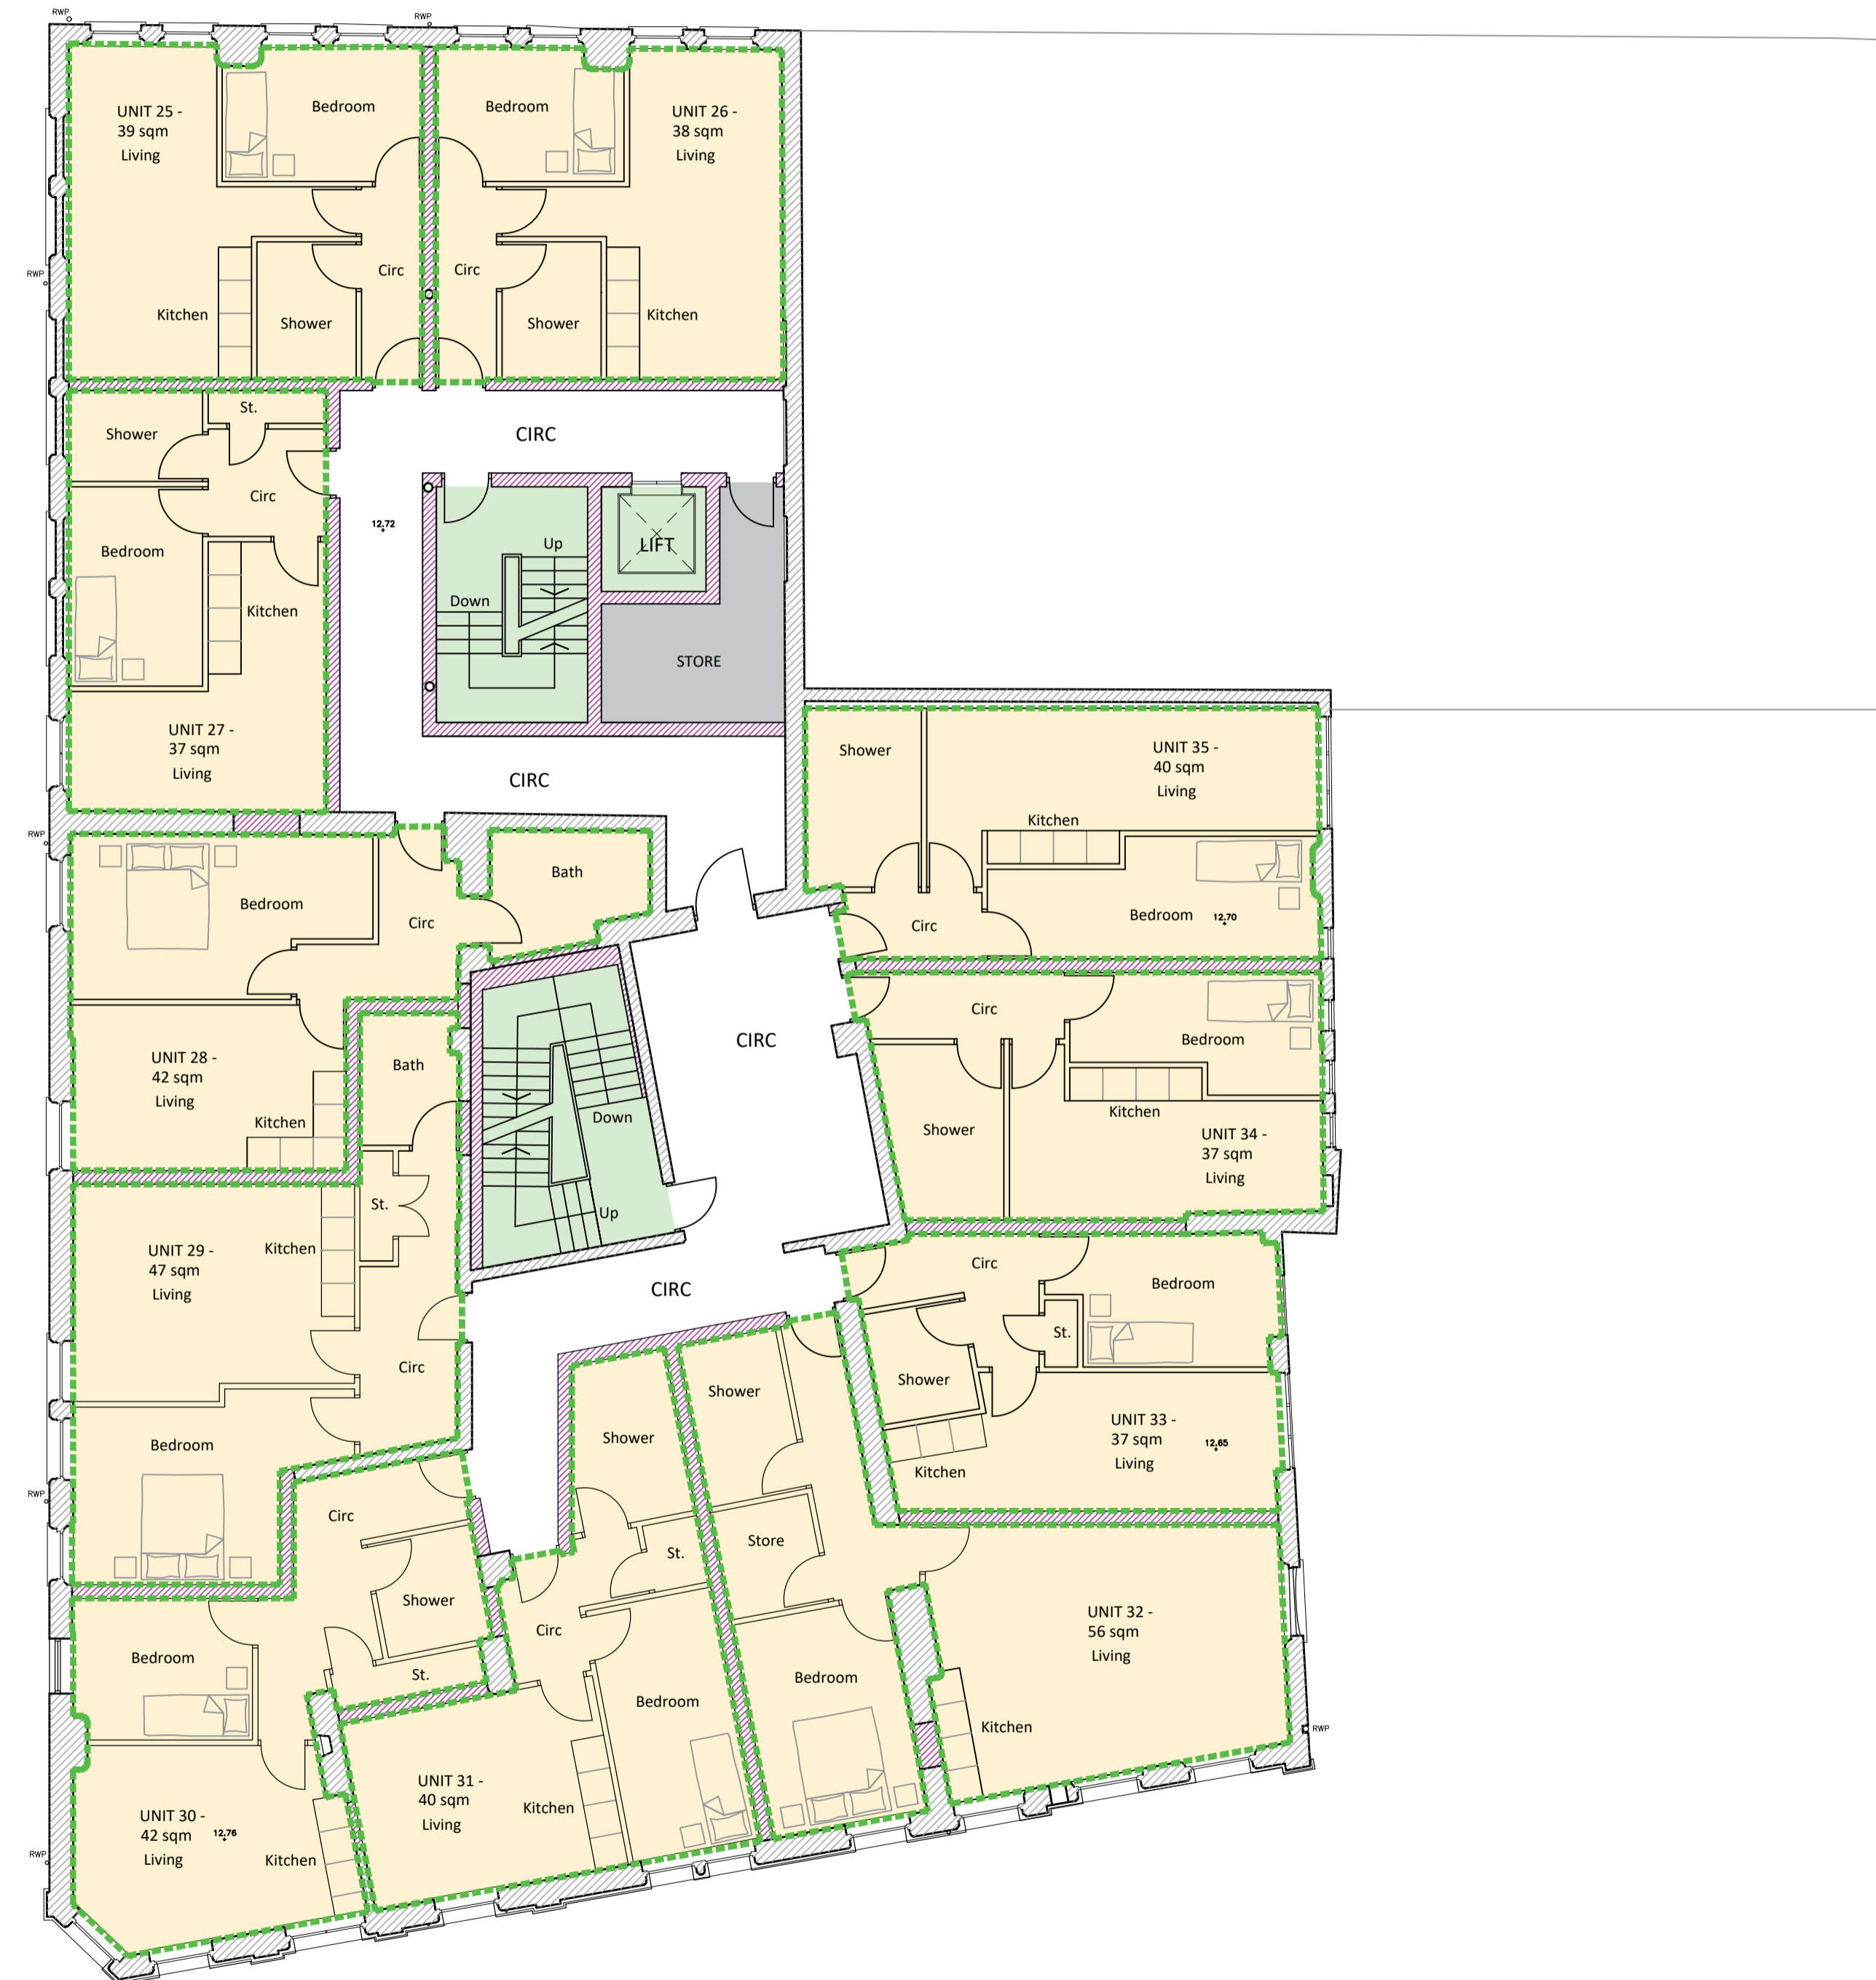 RWP
RWP
UNIT 25 -
39 sqm
Living
Bedroom
Bedroom
UNIT 26 -
38 sqm
Living
RWP
Circ
Circ
Kitchen
Shower
Shower
Kitchen
St.
Shower
CIRC
Circ
12.72
Bedroom
Up
LIFT
Down
Kitchen
STORE
UNIT 27 -
37 sqm
Living
CIRC
Shower
UNIT 35 -
40 sqm
Living
Kitchen
RWP
Bath
Bedroom
Circ
Circ
Bedroom
12.70
Circ
Bedroom
CIRC
UNIT 28 -
42 sqm
Living
Bath
Kitchen
Down
Kitchen
Shower
UNIT 34 -
37 sqm
Living
St.
Up
UNIT 29 -
47 sqm
Living
Kitchen
Circ
Bedroom
CIRC
St.
Circ
Shower
Shower
Bedroom
Shower
UNIT 33 -
37 sqm
Living
12.65
Kitchen
RWP
Circ
Store
St.
Shower
Circ
UNIT 32 -
56 sqm
Living
Bedroom
St.
Bedroom
Bedroom
Kitchen
RWP
UNIT 31 -
40 sqm
Living
Kitchen
UNIT 30 -
42 sqm
Living
12.76
Kitchen
RWP